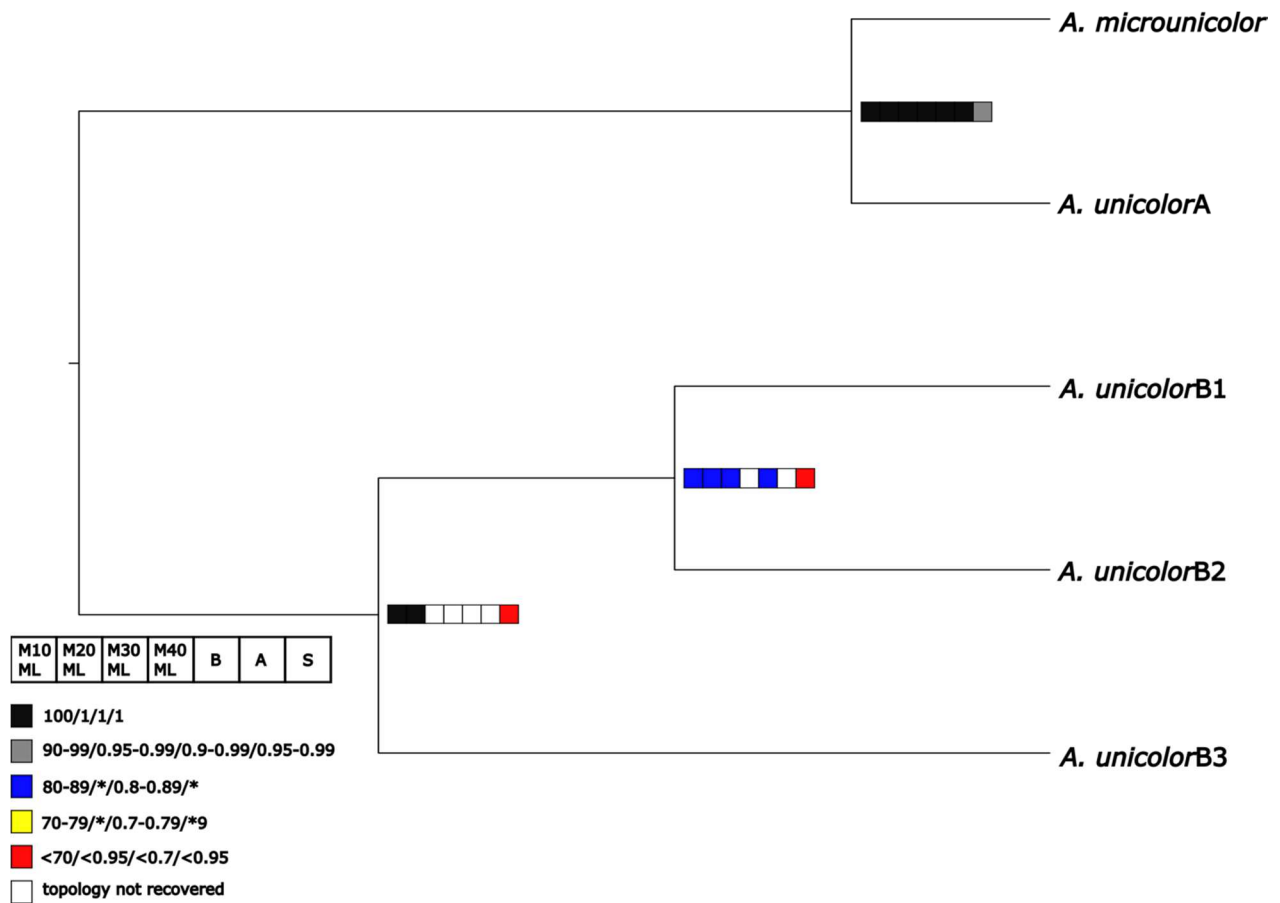 A. microunicolor
A. unicolorA
A. unicolorB1
A. unicolorB2
A. unicolorB3
M10 ML M20 ML M30 ML M40 ML B A S
100/1/1/1
90-99/0.95-0.99/0.9-0.99/0.95-0.99
80-89/*/0.8-0.89/*
70-79/*/0.7-0.79/*9
<70/<0.95/<0.7/<0.95
topology not recovered